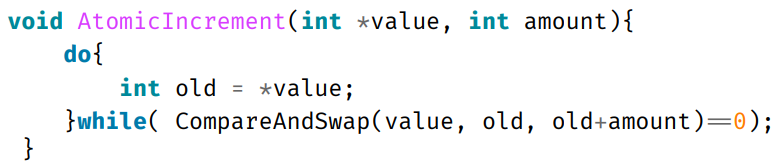 void AtomicIncrement(int *value, int amount){
    do{
        int old = *value;
    }while( CompareAndSwap(value, old, old+amount)==0);
}